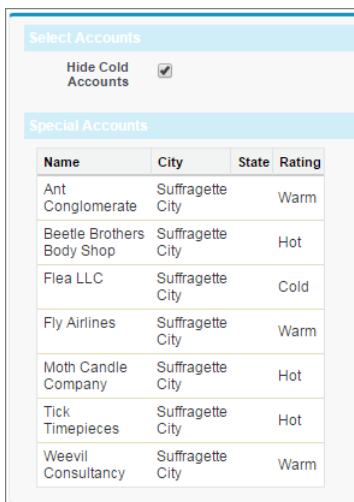 Select Accounts
Hide Cold
Accounts
Special Accounts
Name City State Rating
Ant
Conglomerate
Suffragette
City
Warm
Beetle Brothers
Body Shop
Suffragette
City
Hot
Flea LLC
Suffragette
City
Cold
Fly Airlines
Suffragette
City
Warm
Moth Candle
Company
Suffragette
City
Hot
Tick
Timepieces
Suffragette
City
Hot
Weevil
Consultancy
Suffragette
City
Warm